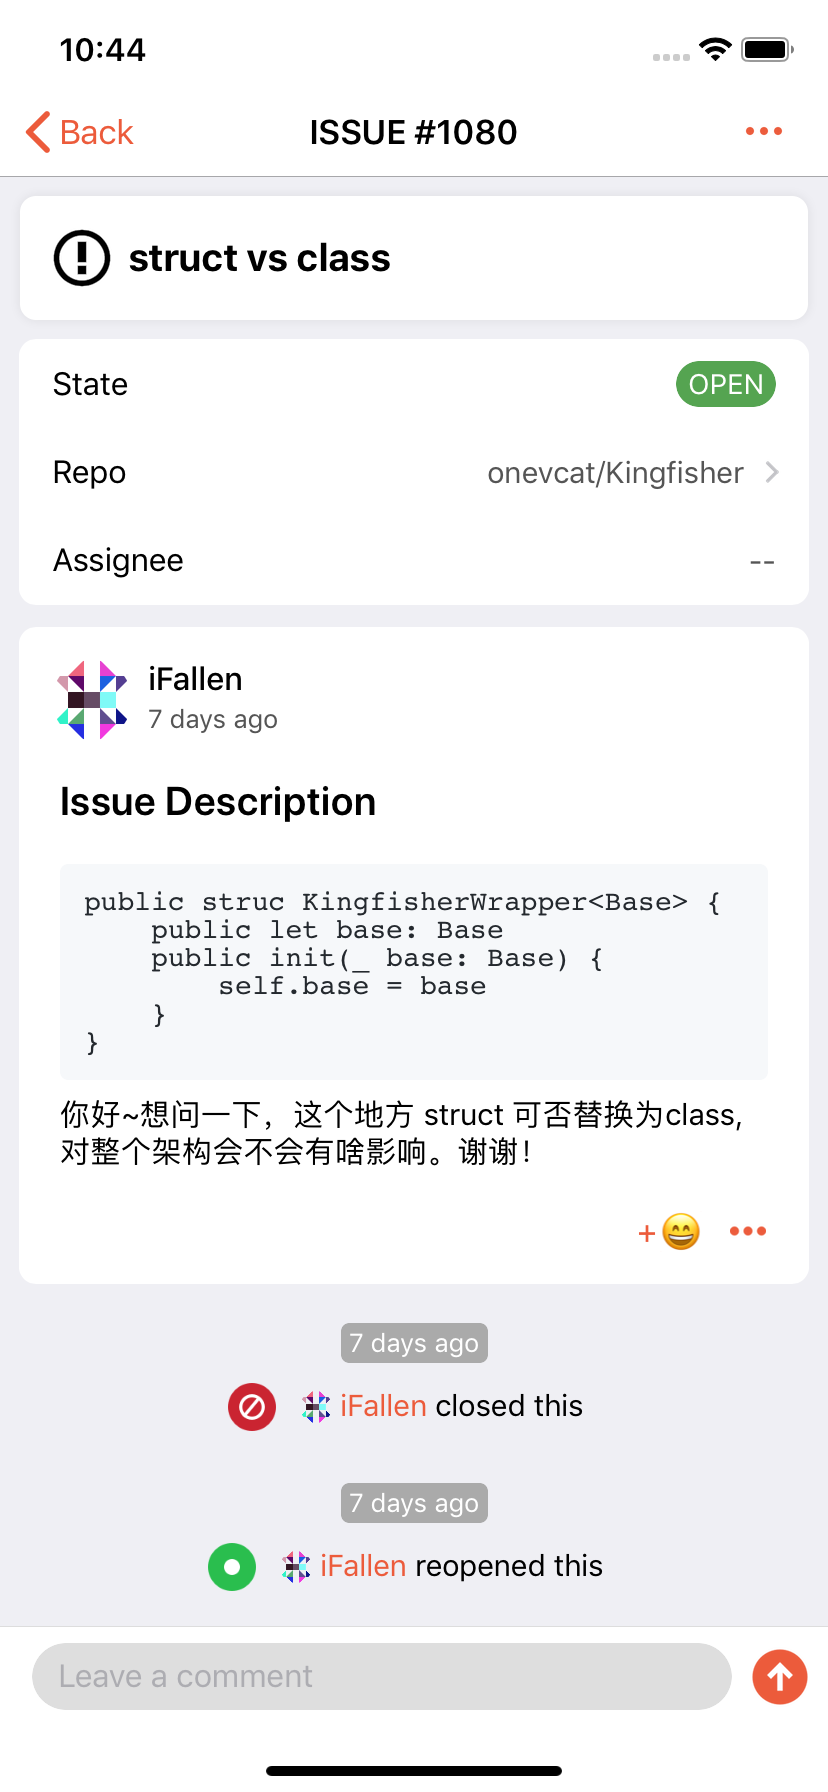 10:44
Back
ISSUE #1080
struct vs class
State
OPEN
Repo
onevcat/Kingfisher
Assignee
--
iFallen
7 days ago
Issue Description
public struc KingfisherWrapper<Base> {
    public let base: Base
    public init(_ base: Base) {
        self.base = base
    }
}
你好~想问一下，这个地方 struct 可否替换为class,
对整个架构会不会有啥影响。谢谢！
+😄
7 days ago
iFallen closed this
7 days ago
iFallen reopened this
Leave a comment